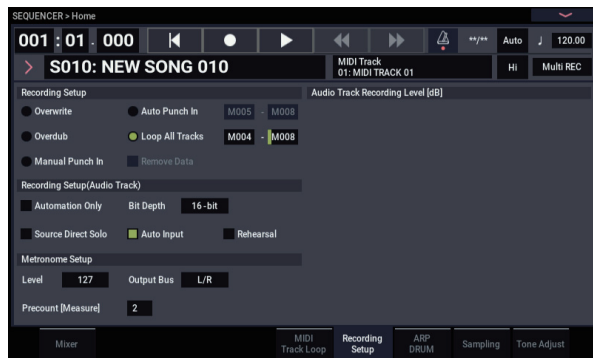 SEQUENCER > Home
001 : 01 . 000 **/** Auto ♩ 120.00
S010: NEW SONG 010 MIDI Track 01: MIDI TRACK 01 Hi Multi REC
Recording Setup Audio Track Recording Level [dB]
Overwrite Auto Punch In M005 - M008
Overdub Loop All Tracks M004 - M008
Manual Punch In Remove Data
Recording Setup(Audio Track)
Automation Only Bit Depth 16-bit
Source Direct Solo Auto Input Rehearsal
Metronome Setup
Level 127 Output Bus L/R
Precount [Measure] 2
Mixer MIDI Track Loop Recording Setup ARP DRUM Sampling Tone Adjust